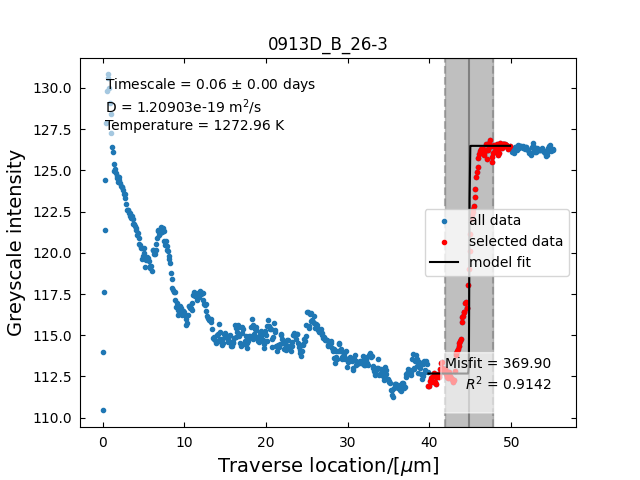 0913D_B_26-3
Timescale = 0.06 ± 0.00 days
D = 1.20903e-19 m²/s
Temperature = 1272.96 K
Greyscale intensity
130.0
127.5
125.0
122.5
120.0
117.5
115.0
112.5
110.0
all data
selected data
model fit
Misfit = 369.90
R² = 0.9142
0 10 20 30 40 50
Traverse location/[μm]